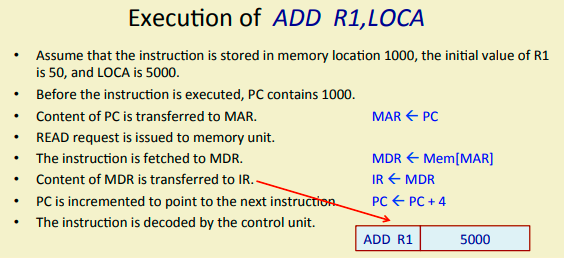 Execution of ADD R1,LOCA
• Assume that the instruction is stored in memory location 1000, the initial value of R1
is 50, and LOCA is 5000.
• Before the instruction is executed, PC contains 1000.
• Content of PC is transferred to MAR. MAR ← PC
• READ request is issued to memory unit.
• The instruction is fetched to MDR. MDR ← Mem[MAR]
• Content of MDR is transferred to IR. IR ← MDR
• PC is incremented to point to the next instruction. PC ← PC + 4
• The instruction is decoded by the control unit.
ADD R1 5000